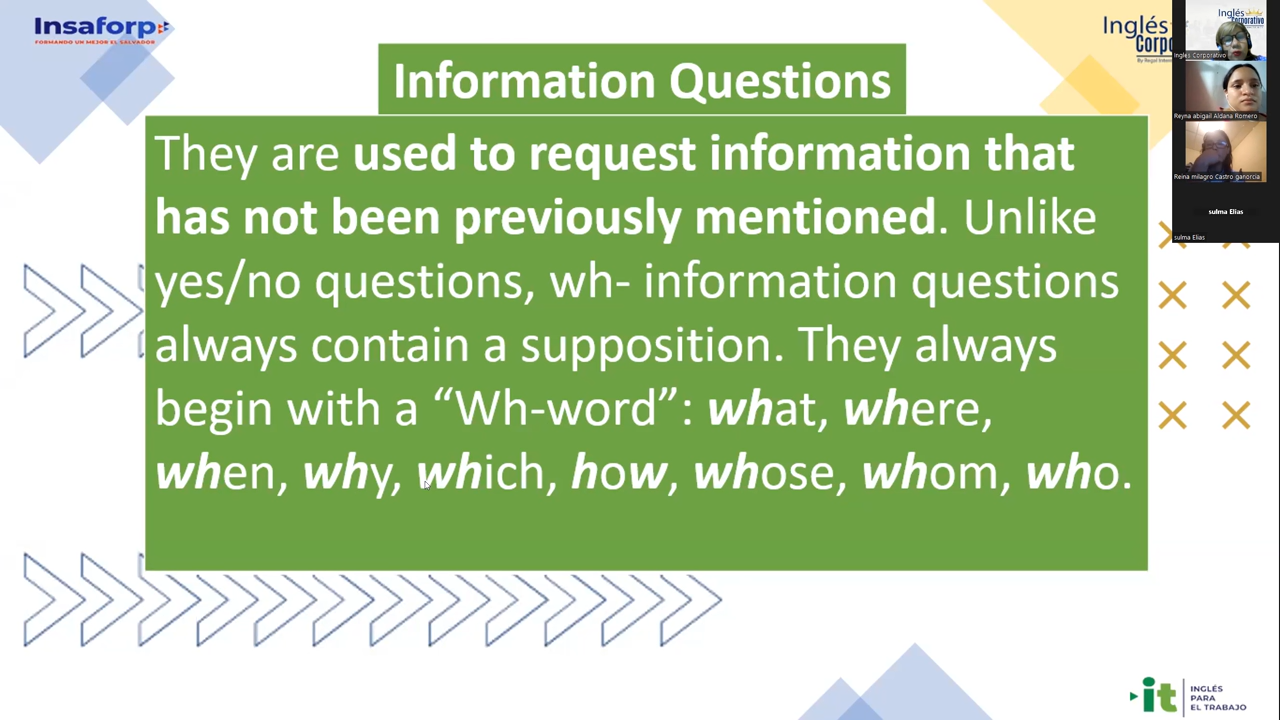 Insaforp
FORMANDO UN MEJOR EL SALVADOR
Inglés
Corpo
Inglés
Corporativo
Inglés Corporativo
Reyna abigail Aldana Romero
Reina milagro Castro ganorcia
sulma Elias
sulma Elias
Information Questions
They are used to request information that
has not been previously mentioned. Unlike
yes/no questions, wh- information questions
always contain a supposition. They always
begin with a “Wh-word”: what, where,
when, why, which, how, whose, whom, who.
it
INGLÉS
PARA
EL TRABAJO